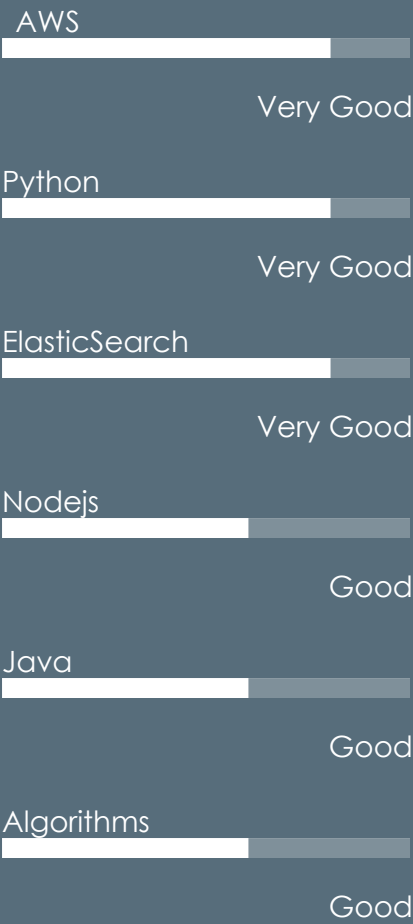 AWS
Very Good
Python
Very Good
ElasticSearch
Very Good
Nodejs
Good
Java
Good
Algorithms
Good